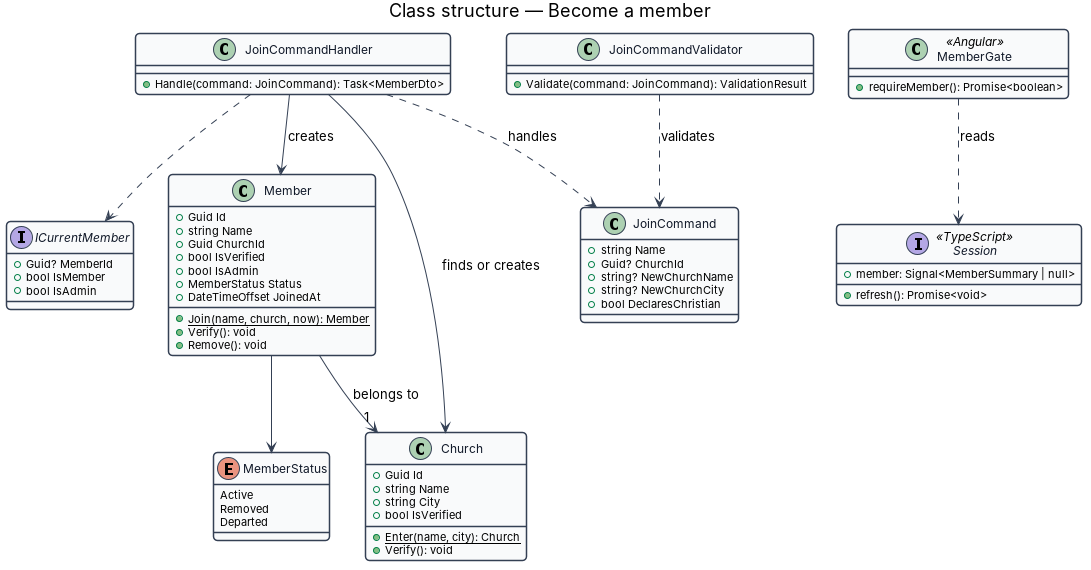 Class structure — Become a member
C JoinCommandHandler
Handle(command: JoinCommand): Task<MemberDto>
C JoinCommandValidator
Validate(command: JoinCommand): ValidationResult
C «Angular»
MemberGate
requireMember(): Promise<boolean>
creates
handles
validates
reads
I ICurrentMember
Guid? MemberId
bool IsMember
bool IsAdmin
C Member
Guid Id
string Name
Guid ChurchId
bool IsVerified
bool IsAdmin
MemberStatus Status
DateTimeOffset JoinedAt
Join(name, church, now): Member
Verify(): void
Remove(): void
finds or creates
C JoinCommand
string Name
Guid? ChurchId
string? NewChurchName
string? NewChurchCity
bool DeclaresChristian
I «TypeScript»
Session
member: Signal<MemberSummary | null>
refresh(): Promise<void>
belongs to
1
E MemberStatus
Active
Removed
Departed
C Church
Guid Id
string Name
string City
bool IsVerified
Enter(name, city): Church
Verify(): void